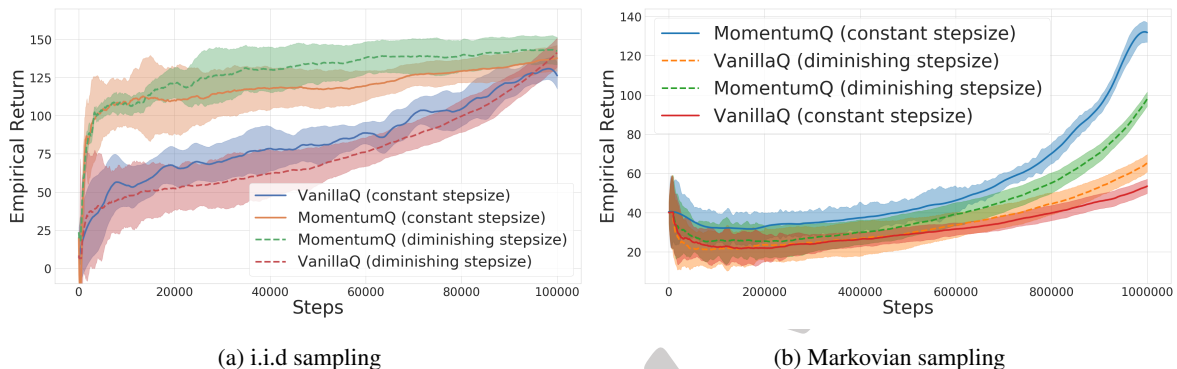 Empirical Return
150
125
100
75
50
25
0
VanillaQ (constant stepsize)
MomentumQ (constant stepsize)
MomentumQ (diminishing stepsize)
VanillaQ (diminishing stepsize)
0 20000 40000 60000 80000 100000
Steps
(a) i.i.d sampling
Empirical Return
140
120
100
80
60
40
20
MomentumQ (constant stepsize)
VanillaQ (diminishing stepsize)
MomentumQ (diminishing stepsize)
VanillaQ (constant stepsize)
0 200000 400000 600000 800000 1000000
Steps
(b) Markovian sampling